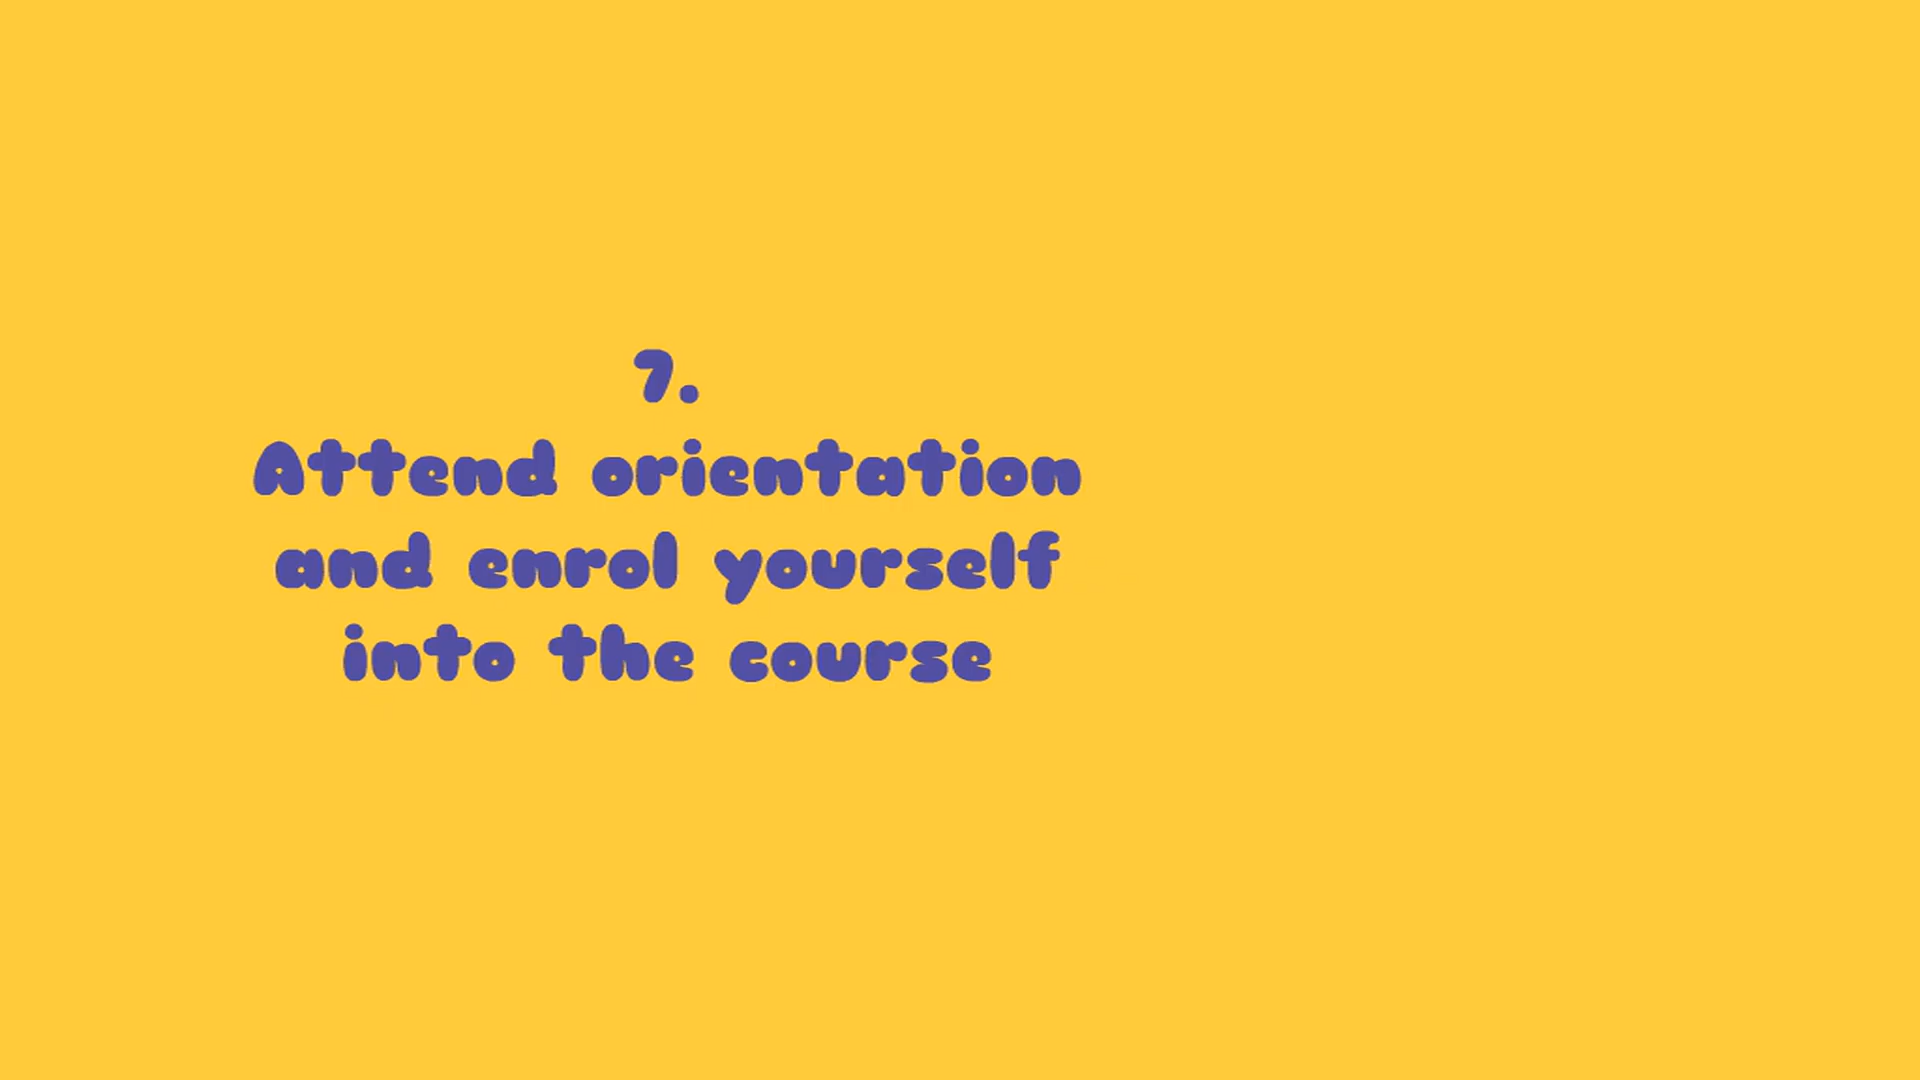 7.
Attend orientation
and enrol yourself
into the course